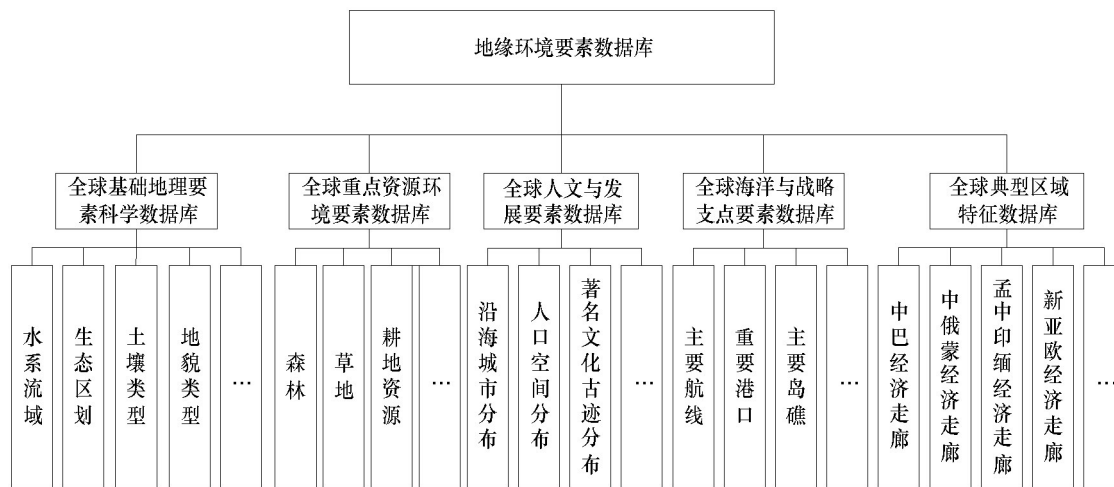 地缘环境要素数据库
全球基础地理要
素科学数据库
全球重点资源环
境要素数据库
全球人文与发
展要素数据库
全球海洋与战略
支点要素数据库
全球典型区域
特征数据库
水系流域
生态区划
土壤类型
地貌类型
…
森林
草地
耕地资源
…
沿海城市分布
人口空间分布
著名文化古迹分布
…
主要航线
重要港口
主要岛礁
…
中巴经济走廊
中俄蒙经济走廊
孟中印缅经济走廊
新亚欧经济走廊
…